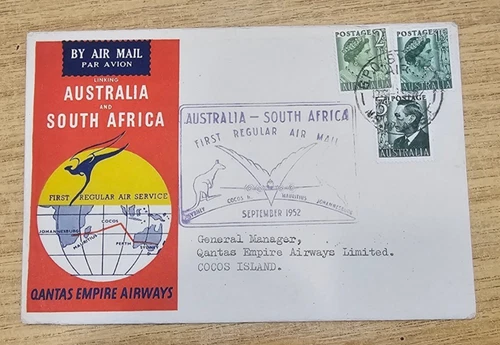 BY AIR MAIL
PAR AVION
LINKING
AUSTRALIA
AND
SOUTH AFRICA
FIRST REGULAR AIR SERVICE
JOHANNESBURG
MAURITIUS
COCOS
PERTH
SYDNEY
QANTAS EMPIRE AIRWAYS
AUSTRALIA - SOUTH AFRICA
FIRST REGULAR AIR MAIL
SYDNEY
COCOS IS.
MAURITIUS
JOHANNESBURG
SEPTEMBER 1952
General Manager,
Qantas Empire Airways Limited.
COCOS ISLAND.
POSTAGE
AUSTRALIA
POSTAGE
AUSTRALIA
POSTAGE
AUSTRALIA